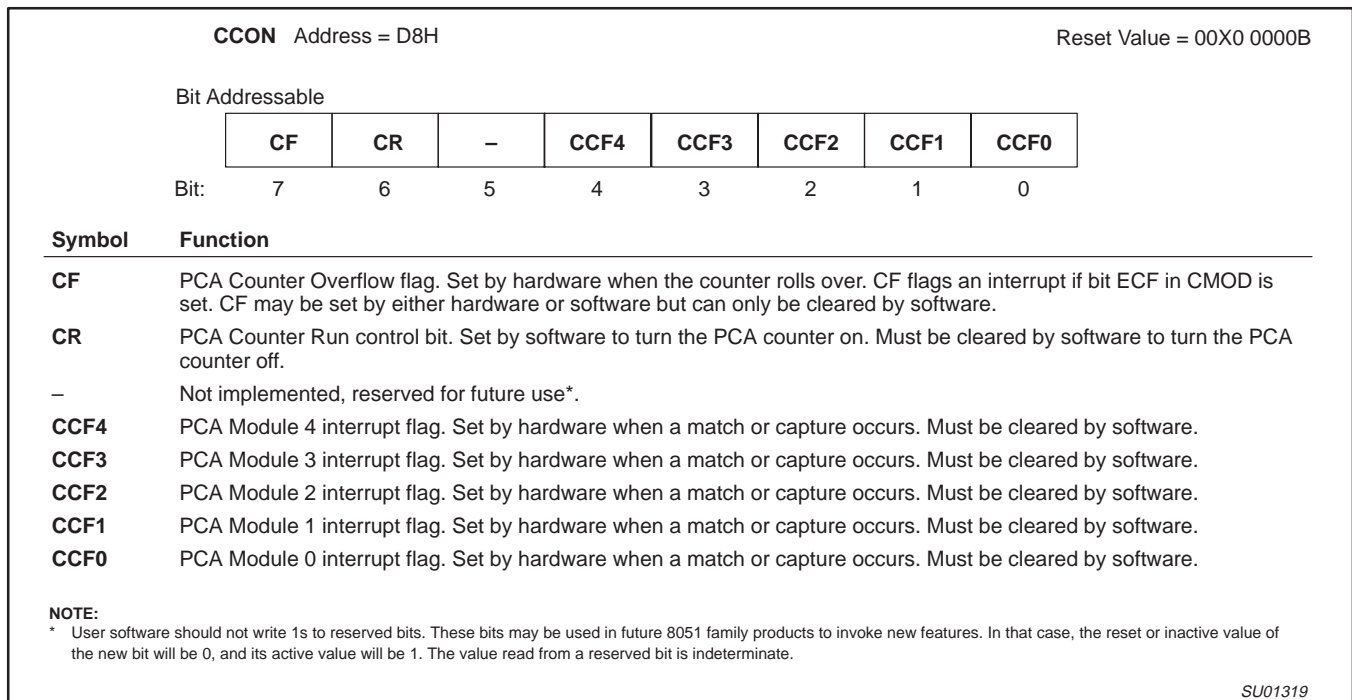 CCON Address = D8H Reset Value = 00X0 0000B
Bit Addressable
CF CR – CCF4 CCF3 CCF2 CCF1 CCF0
Bit: 7 6 5 4 3 2 1 0
Symbol Function
CF PCA Counter Overflow flag. Set by hardware when the counter rolls over. CF flags an interrupt if bit ECF in CMOD is
set. CF may be set by either hardware or software but can only be cleared by software.
CR PCA Counter Run control bit. Set by software to turn the PCA counter on. Must be cleared by software to turn the PCA
counter off.
– Not implemented, reserved for future use*.
CCF4 PCA Module 4 interrupt flag. Set by hardware when a match or capture occurs. Must be cleared by software.
CCF3 PCA Module 3 interrupt flag. Set by hardware when a match or capture occurs. Must be cleared by software.
CCF2 PCA Module 2 interrupt flag. Set by hardware when a match or capture occurs. Must be cleared by software.
CCF1 PCA Module 1 interrupt flag. Set by hardware when a match or capture occurs. Must be cleared by software.
CCF0 PCA Module 0 interrupt flag. Set by hardware when a match or capture occurs. Must be cleared by software.
NOTE:
* User software should not write 1s to reserved bits. These bits may be used in future 8051 family products to invoke new features. In that case, the reset or inactive value of
the new bit will be 0, and its active value will be 1. The value read from a reserved bit is indeterminate.
SU01319